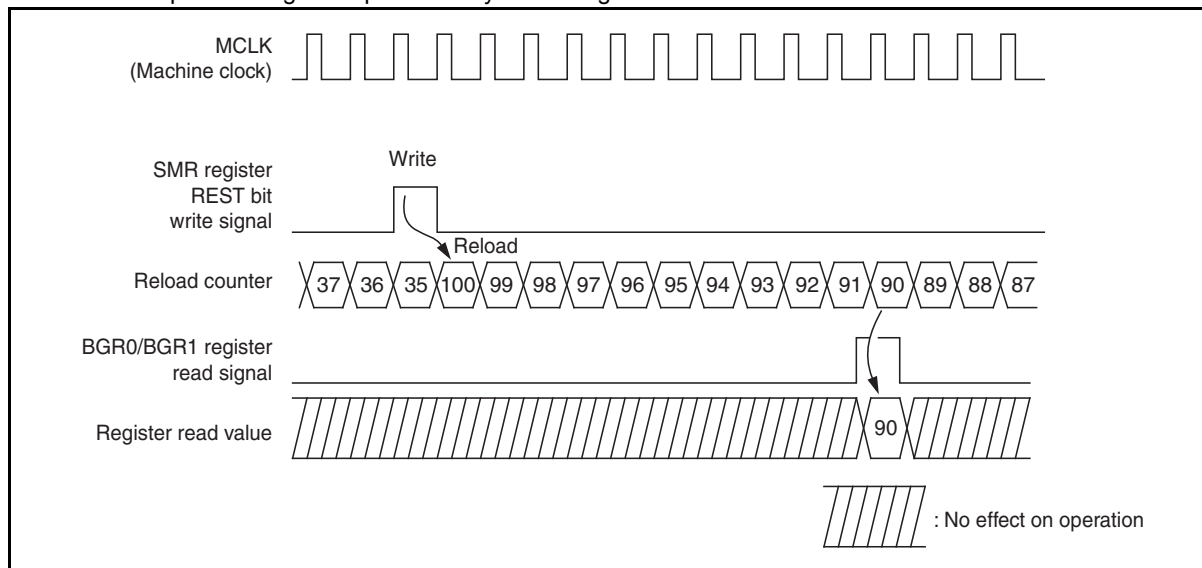 MCLK
(Machine clock)
Write
SMR register
REST bit
write signal
Reload
Reload counter
37 36 35 100 99 98 97 96 95 94 93 92 91 90 89 88 87
BGR0/BGR1 register
read signal
Register read value
90
: No effect on operation